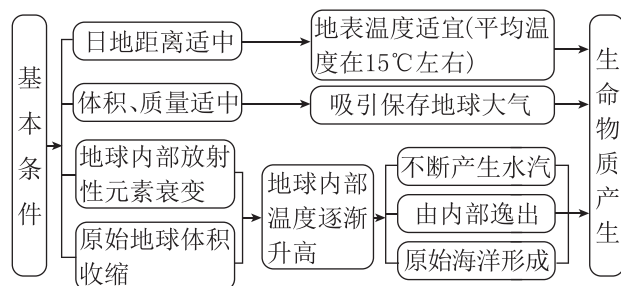 基本条件
日地距离适中
地表温度适宜(平均温
度在15℃左右)
体积、质量适中
吸引保存地球大气
地球内部放射
性元素衰变
原始地球体积
收缩
地球内部
温度逐渐
升高
不断产生水汽
由内部逸出
原始海洋形成
生命物质产生